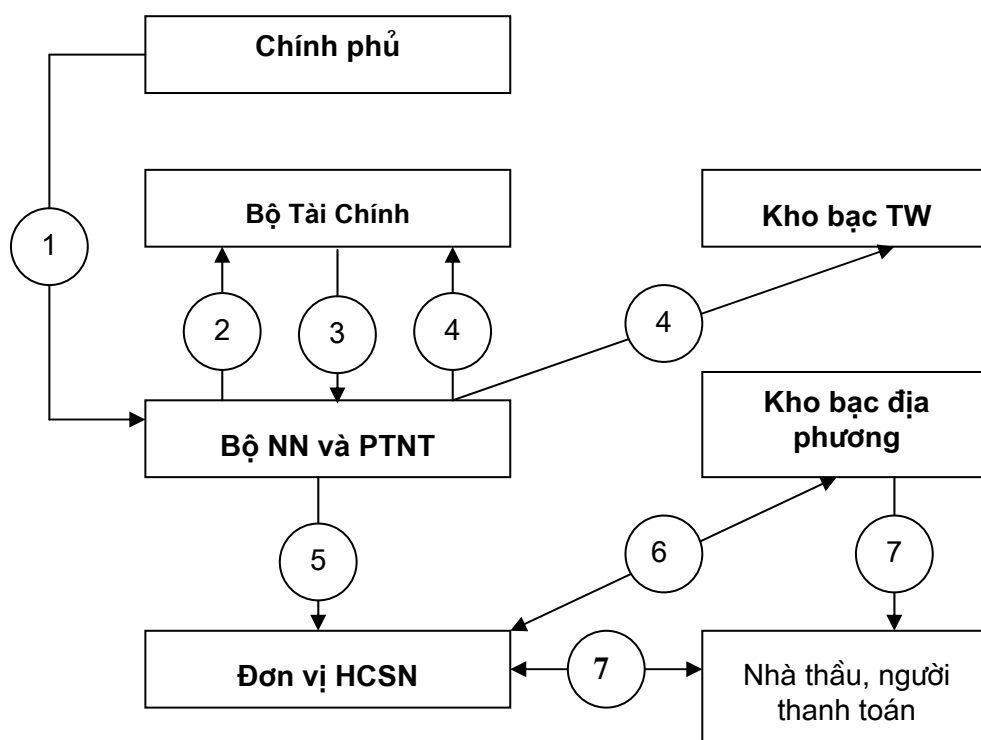 Chính phủ
Bộ Tài Chính
Kho bạc TW
1
2
3
4
4
Bộ NN và PTNT
Kho bạc địa
phương
5
6
7
Đơn vị HCSN
7
Nhà thầu, người
thanh toán